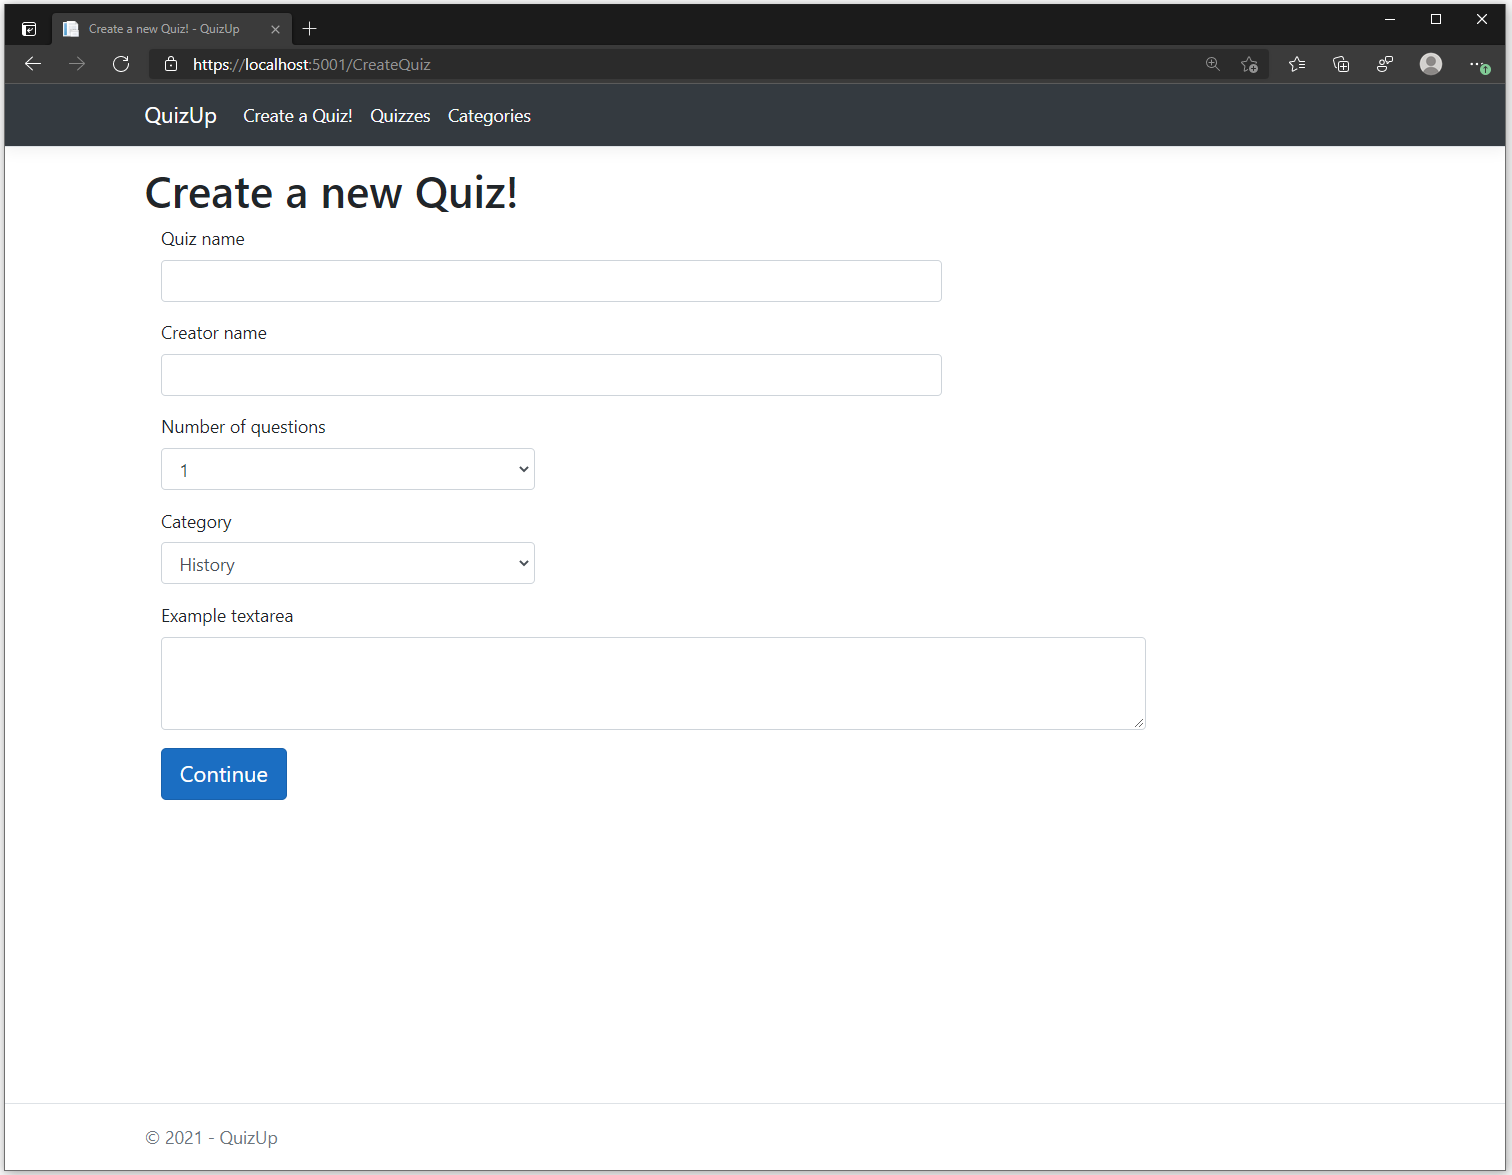 Create a new Quiz! - QuizUp
https://localhost:5001/CreateQuiz
QuizUp Create a Quiz! Quizzes Categories
Create a new Quiz!
Quiz name
Creator name
Number of questions
1
Category
History
Example textarea
Continue
© 2021 - QuizUp